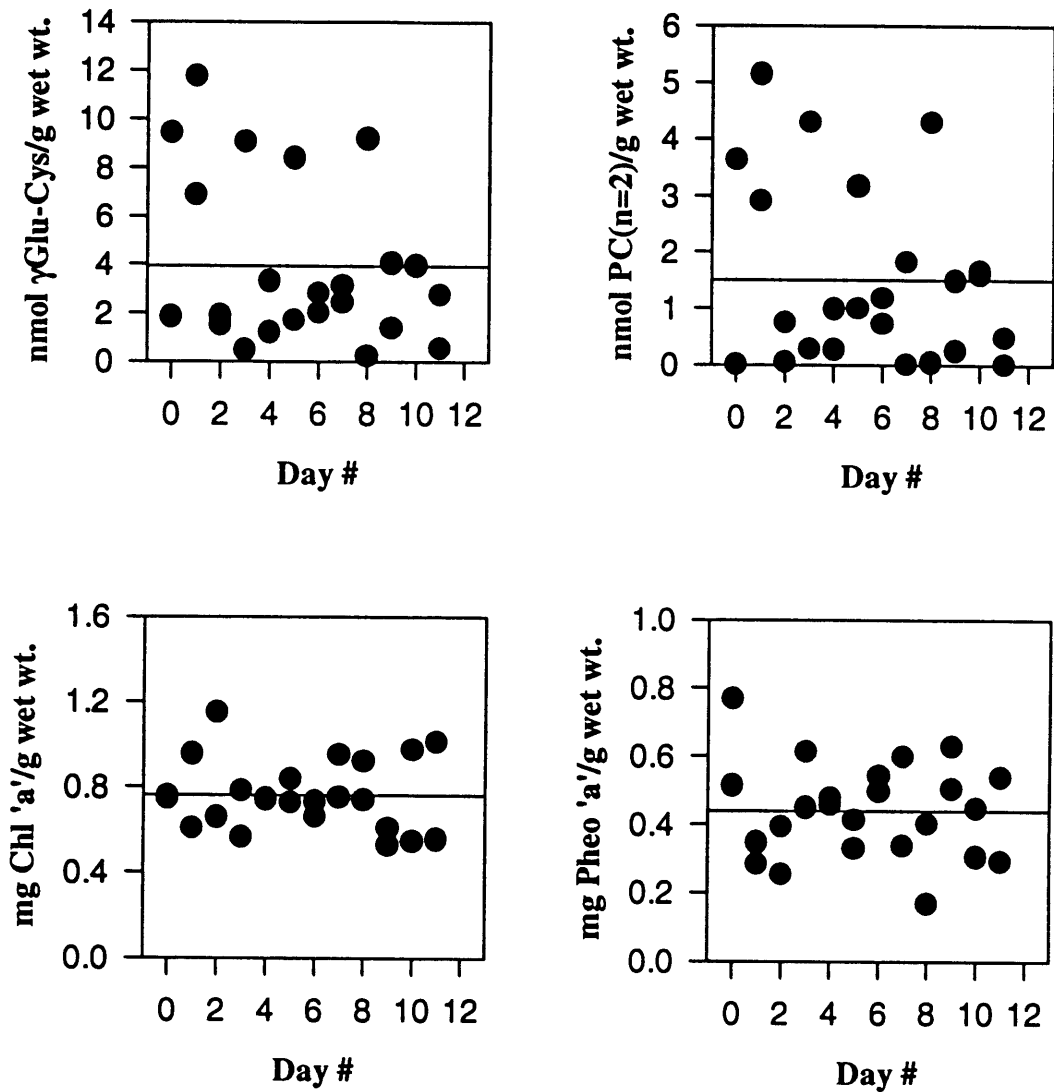 nmol γGlu-Cys/g wet wt.
14
12
10
8
6
4
2
0
0 2 4 6 8 10 12
Day #
nmol PC(n=2)/g wet wt.
6
5
4
3
2
1
0
0 2 4 6 8 10 12
Day #
mg Chl 'a'/g wet wt.
1.6
1.2
0.8
0.4
0.0
0 2 4 6 8 10 12
Day #
mg Pheo 'a'/g wet wt.
1.0
0.8
0.6
0.4
0.2
0.0
0 2 4 6 8 10 12
Day #